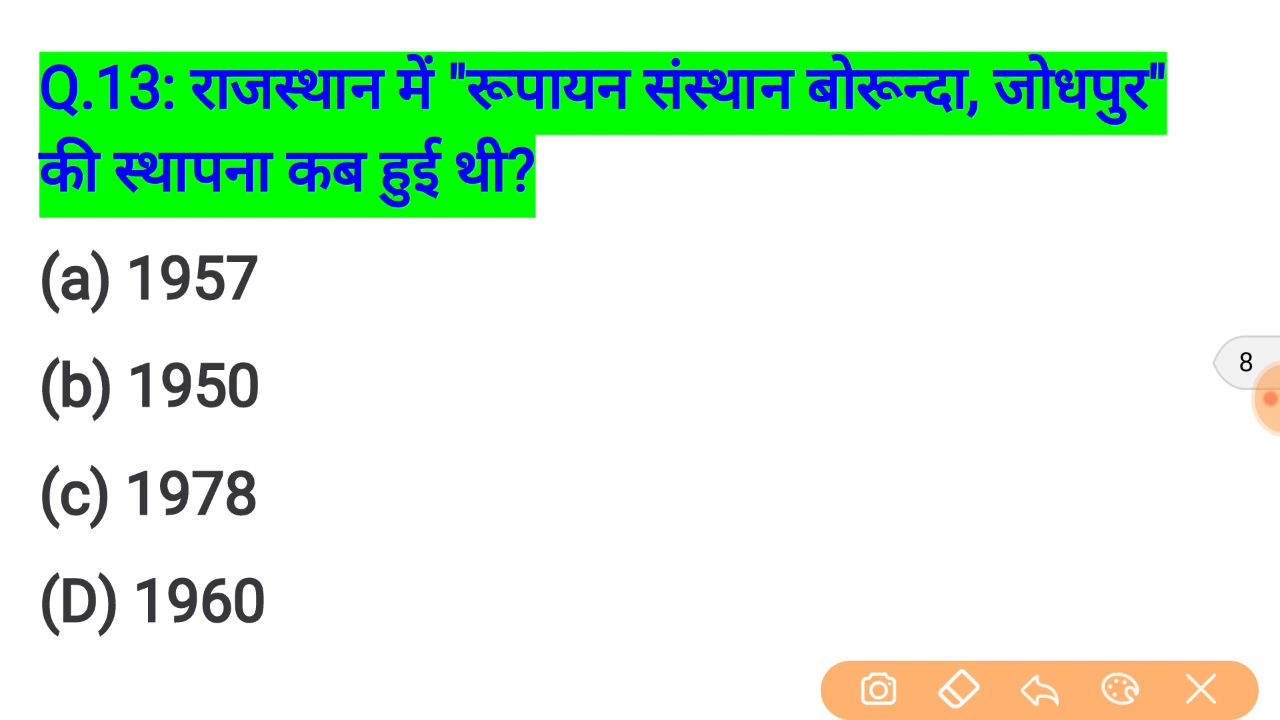 Q.13: राजस्थान में "रूपायन संस्थान बोरून्दा, जोधपुर"
की स्थापना कब हुई थी?
(a) 1957
(b) 1950
(c) 1978
(D) 1960
8